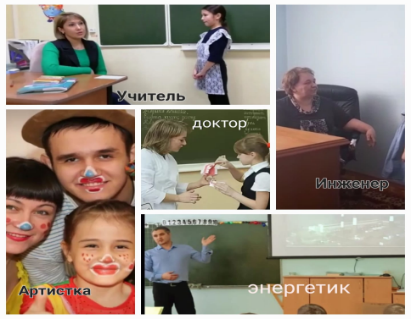 Учитель
доктор
Инженер
Артистка
энергетик